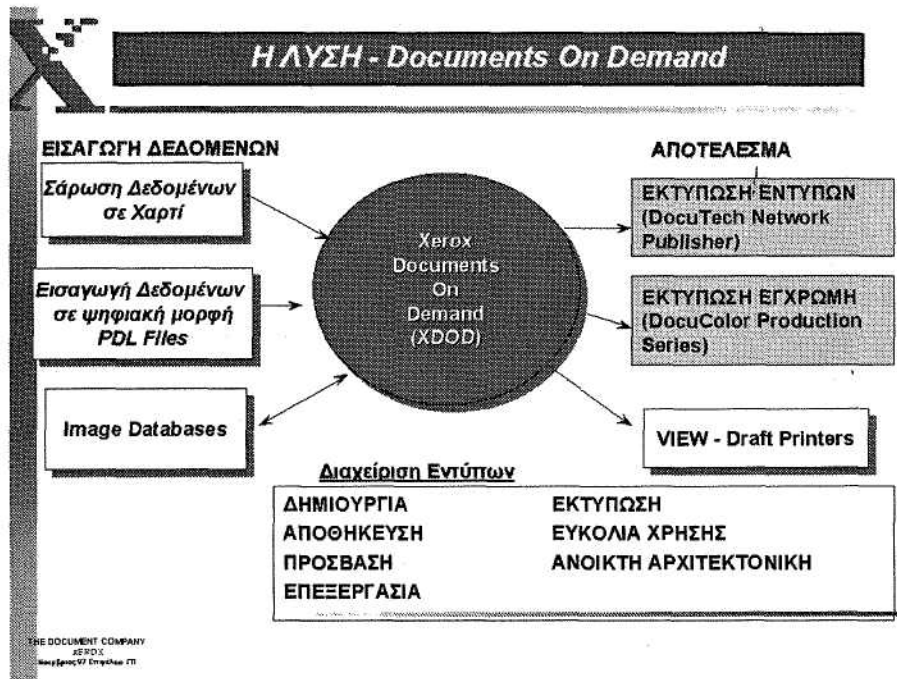 Η ΛΥΣΗ - Documents On Demand
ΕΙΣΑΓΩΓΗ ΔΕΔΟΜΕΝΩΝ
Σάρωση Δεδομένων
σε Χαρτί
Εισαγωγή Δεδομένων
σε ψηφιακή μορφή
PDL Files
Image Databases
Xerox
Documents
On
Demand
(XDOD)
ΑΠΟΤΕΛΕΣΜΑ
ΕΚΤΥΠΩΣΗ ΕΝΤΥΠΩΝ
(DocuTech Network
Publisher)
ΕΚΤΥΠΩΣΗ ΕΓΧΡΩΜΗ
(DocuColor Production
Series)
VIEW - Draft Printers
Διαχείριση Εντύπων
ΔΗΜΙΟΥΡΓΙΑ
ΑΠΟΘΗΚΕΥΣΗ
ΠΡΟΣΒΑΣΗ
ΕΠΕΞΕΡΓΑΣΙΑ
ΕΚΤΥΠΩΣΗ
ΕΥΚΟΛΙΑ ΧΡΗΣΗΣ
ΑΝΟΙΚΤΗ ΑΡΧΙΤΕΚΤΟΝΙΚΗ
THE DOCUMENT COMPANY
XEROX